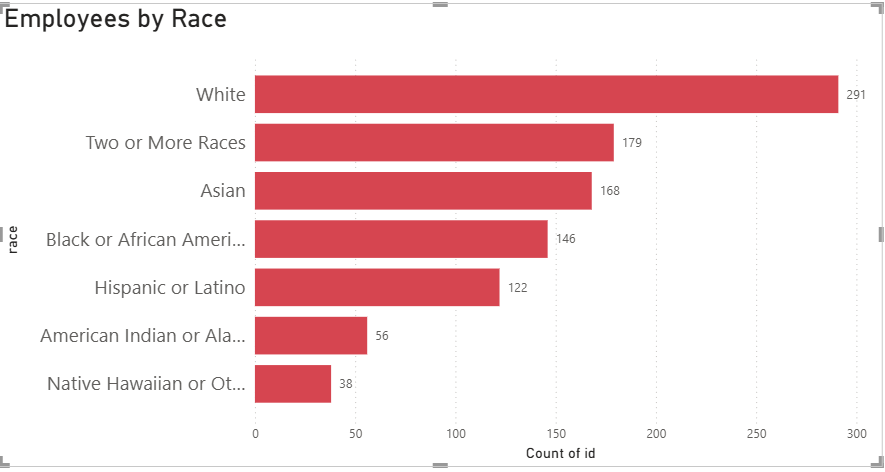 Employees by Race
White 291
Two or More Races 179
Asian 168
race
Black or African Ameri... 146
Hispanic or Latino 122
American Indian or Ala... 56
Native Hawaiian or Ot... 38
0 50 100 150 200 250 300
Count of id